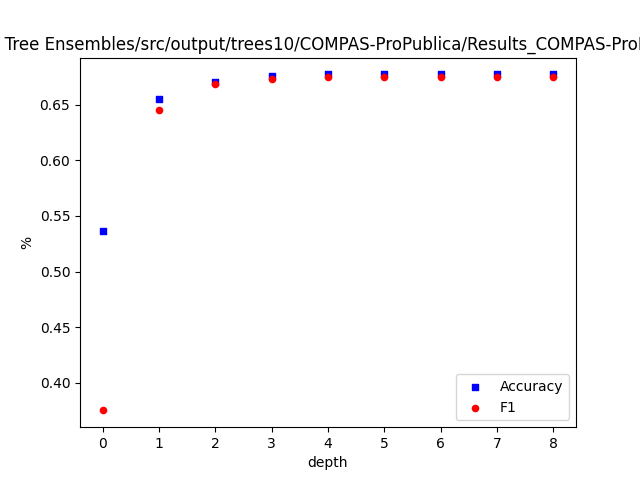 Tree Ensembles/src/output/trees10/COMPAS-ProPublica/Results_COMPAS-Pro
0.65
0.60
0.55
0.50
0.45
0.40
%
0 1 2 3 4 5 6 7 8
depth
Accuracy
F1